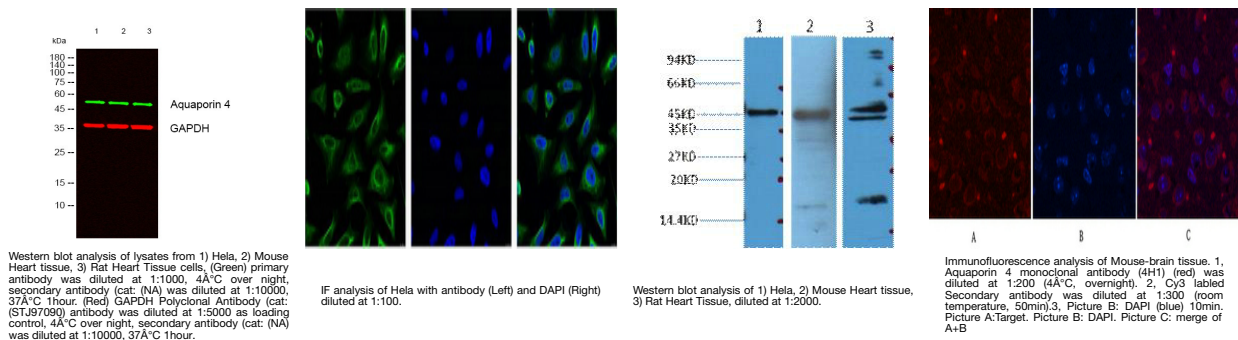 1 2 3
kDa
180
140
100
75
60
45
35
25
15
10
Aquaporin 4
GAPDH
Western blot analysis of lysates from 1) Hela, 2) Mouse
Heart tissue, 3) Rat Heart Tissue cells, (Green) primary
antibody was diluted at 1:1000, 4Â°C over night,
secondary antibody (cat: (NA) was diluted at 1:10000,
37Â°C 1hour. (Red) GAPDH Polyclonal Antibody (cat:
(STJ97090) antibody was diluted at 1:5000 as loading
control, 4Â°C over night, secondary antibody (cat: (NA)
was diluted at 1:10000, 37Â°C 1hour.
IF analysis of Hela with antibody (Left) and DAPI (Right)
diluted at 1:100.
1 2 3
94KD
66KD
45KD
35KD
27KD
20KD
14.4KD
Western blot analysis of 1) Hela, 2) Mouse Heart tissue,
3) Rat Heart Tissue, diluted at 1:2000.
A B C
Immunofluorescence analysis of Mouse-brain tissue. 1,
Aquaporin 4 monoclonal antibody (4H1) (red) was
diluted at 1:200 (4Â°C, overnight). 2, Cy3 labled
Secondary antibody was diluted at 1:300 (room
temperature, 50min).3, Picture B: DAPI (blue) 10min.
Picture A:Target. Picture B: DAPI. Picture C: merge of
A+B